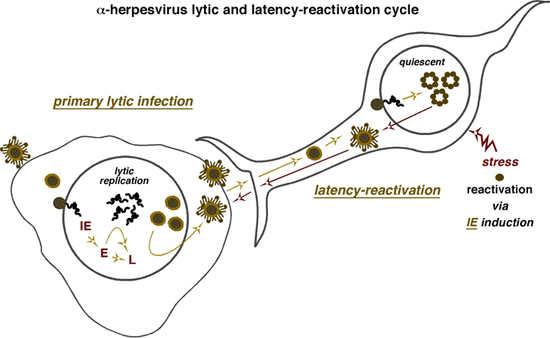 α-herpesvirus lytic and latency-reactivation cycle
quiescent
primary lytic infection
lytic
replication
stress
latency-reactivation
reactivation
via
IE induction
IE
E
L